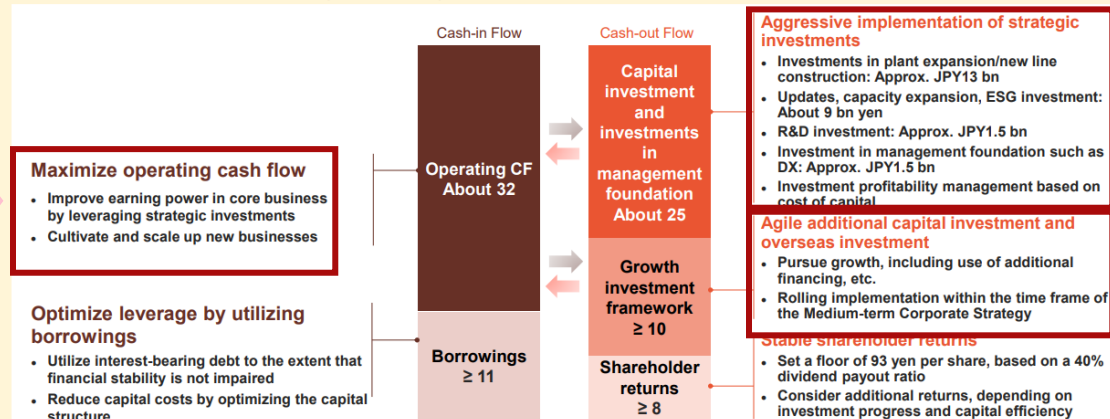 Cash-in Flow
Cash-out Flow
Maximize operating cash flow
• Improve earning power in core business
by leveraging strategic investments
• Cultivate and scale up new businesses
Optimize leverage by utilizing
borrowings
• Utilize interest-bearing debt to the extent that
financial stability is not impaired
• Reduce capital costs by optimizing the capital
structure
Operating CF
About 32
Borrowings
≥ 11
Capital
investment
and
investments
in
management
foundation
About 25
Growth
investment
framework
≥ 10
Shareholder
returns
≥ 8
Aggressive implementation of strategic
investments
• Investments in plant expansion/new line
construction: Approx. JPY13 bn
• Updates, capacity expansion, ESG investment:
About 9 bn yen
• R&D investment: Approx. JPY1.5 bn
• Investment in management foundation such as
DX: Approx. JPY1.5 bn
• Investment profitability management based on
cost of capital
Agile additional capital investment and
overseas investment
• Pursue growth, including use of additional
financing, etc.
• Rolling implementation within the time frame of
the Medium-term Corporate Strategy
Stable shareholder returns
• Set a floor of 93 yen per share, based on a 40%
dividend payout ratio
• Consider additional returns, depending on
investment progress and capital efficiency